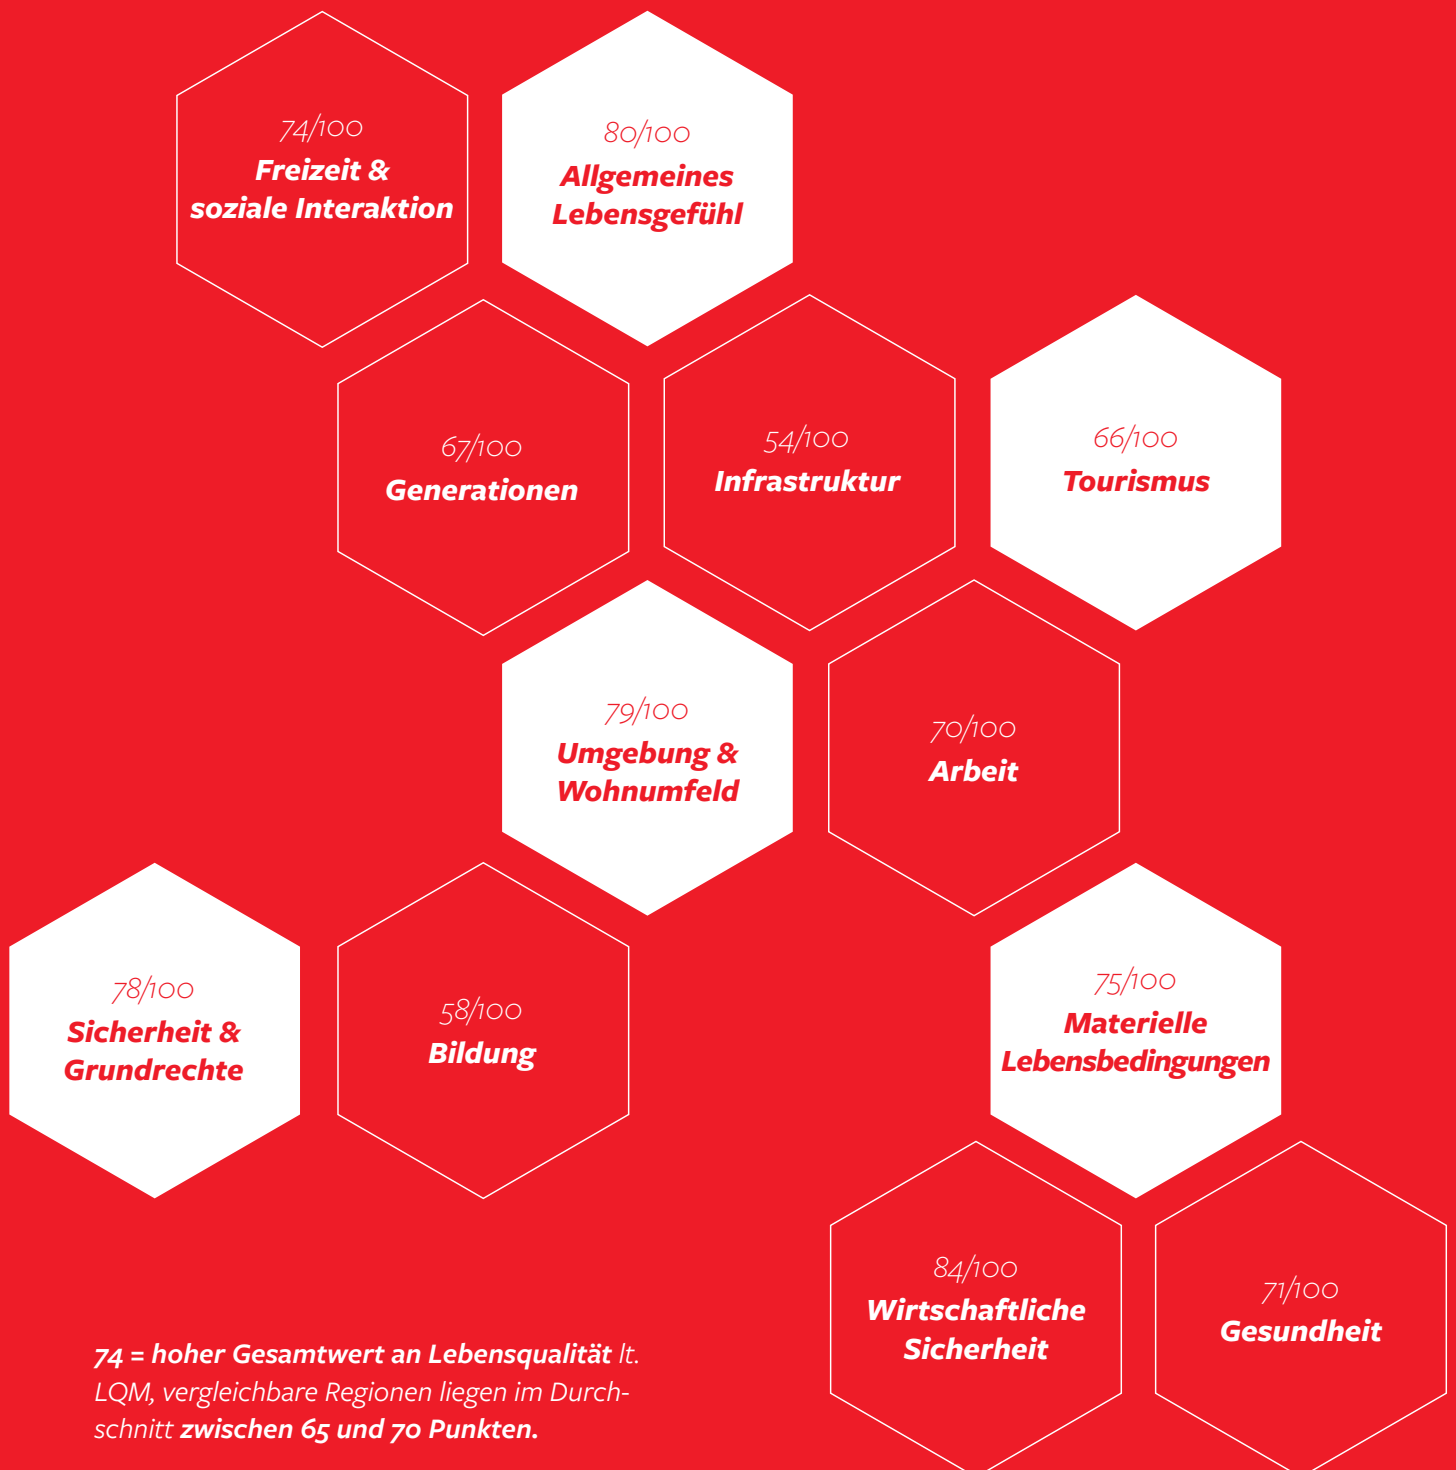 74/100
Freizeit &
soziale Interaktion
80/100
Allgemeines
Lebensgefühl
67/100
Generationen
54/100
Infrastruktur
66/100
Tourismus
79/100
Umgebung &
Wohnumfeld
70/100
Arbeit
78/100
Sicherheit &
Grundrechte
58/100
Bildung
75/100
Materielle
Lebensbedingungen
84/100
Wirtschaftliche
Sicherheit
71/100
Gesundheit
74 = hoher Gesamtwert an Lebensqualität lt.
LQM, vergleichbare Regionen liegen im Durch-
schnitt zwischen 65 und 70 Punkten.